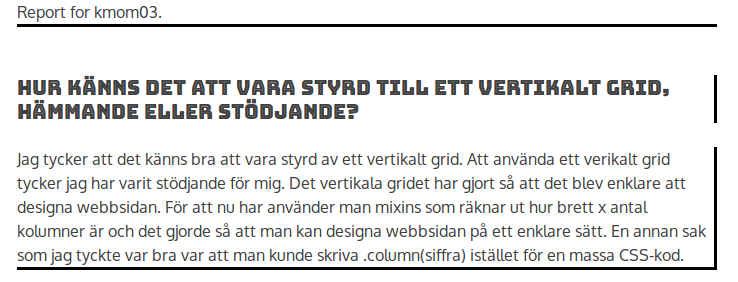 Report for kmom03.
HUR KÄNNS DET ATT VARA STYRD TILL ETT VERTIKALT GRID,
HÄMMANDE ELLER STÖDJANDE?
Jag tycker att det känns bra att vara styrd av ett vertikalt grid. Att använda ett verikalt grid
tycker jag har varit stödjande för mig. Det vertikala gridet har gjort så att det blev enklare att
designa webbsidan. För att nu har använder man mixins som räknar ut hur brett x antal
kolumner är och det gjorde så att man kan designa webbsidan på ett enklare sätt. En annan sak
som jag tyckte var bra var att man kunde skriva .column(siffra) istället för en massa CSS-kod.